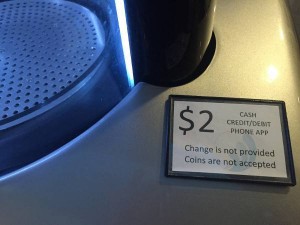 $2
CASH
CREDIT/DEBIT
PHONE APP
Change is not provided
Coins are not accepted